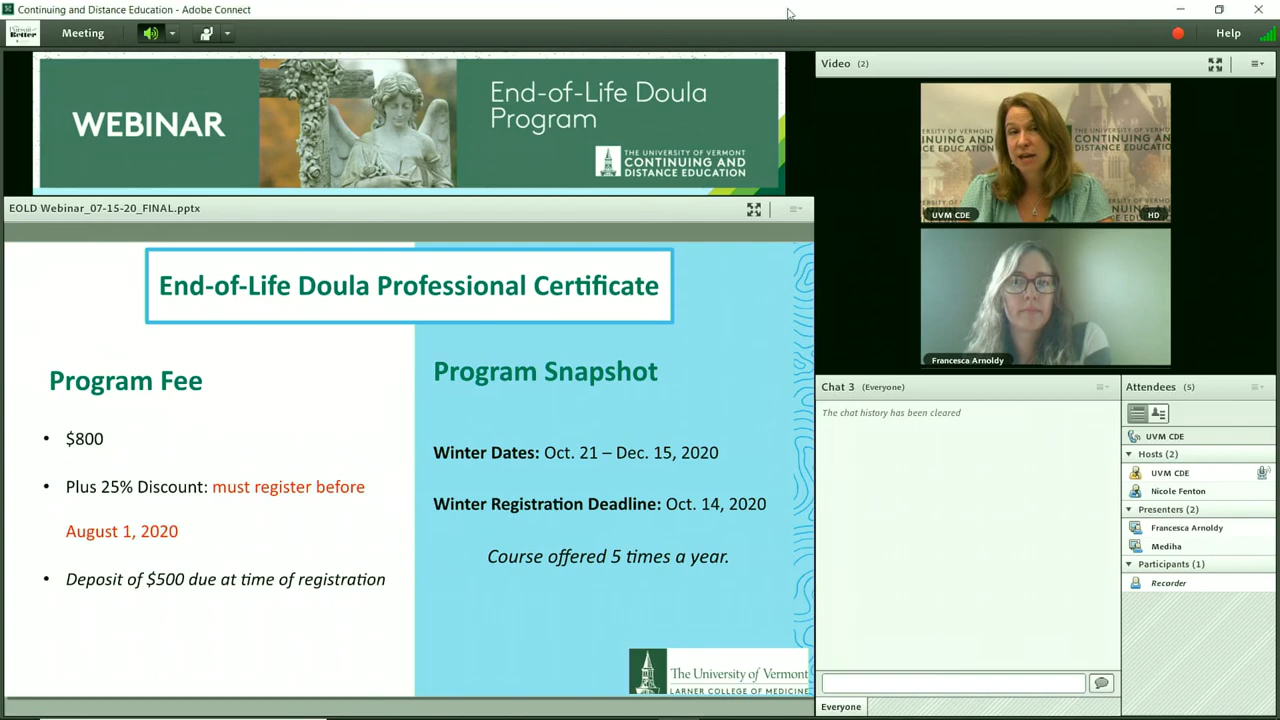 Continuing and Distance Education - Adobe Connect
Pursuit of
Better
Meeting
Help
WEBINAR
End-of-Life Doula
Program
THE UNIVERSITY OF VERMONT
CONTINUING AND
DISTANCE EDUCATION
Video (2)
UVM CDE
HD
Francesca Arnoldy
EOLD Webinar_07-15-20_FINAL.pptx
End-of-Life Doula Professional Certificate
Program Fee
• $800
• Plus 25% Discount: must register before
August 1, 2020
• Deposit of $500 due at time of registration
Program Snapshot
Winter Dates: Oct. 21 – Dec. 15, 2020
Winter Registration Deadline: Oct. 14, 2020
Course offered 5 times a year.
The University of Vermont
LARNER COLLEGE OF MEDICINE
Chat 3 (Everyone)
The chat history has been cleared
Everyone
Attendees (5)
UVM CDE
Hosts (2)
UVM CDE
Nicole Fenton
Presenters (2)
Francesca Arnoldy
Mediha
Participants (1)
Recorder